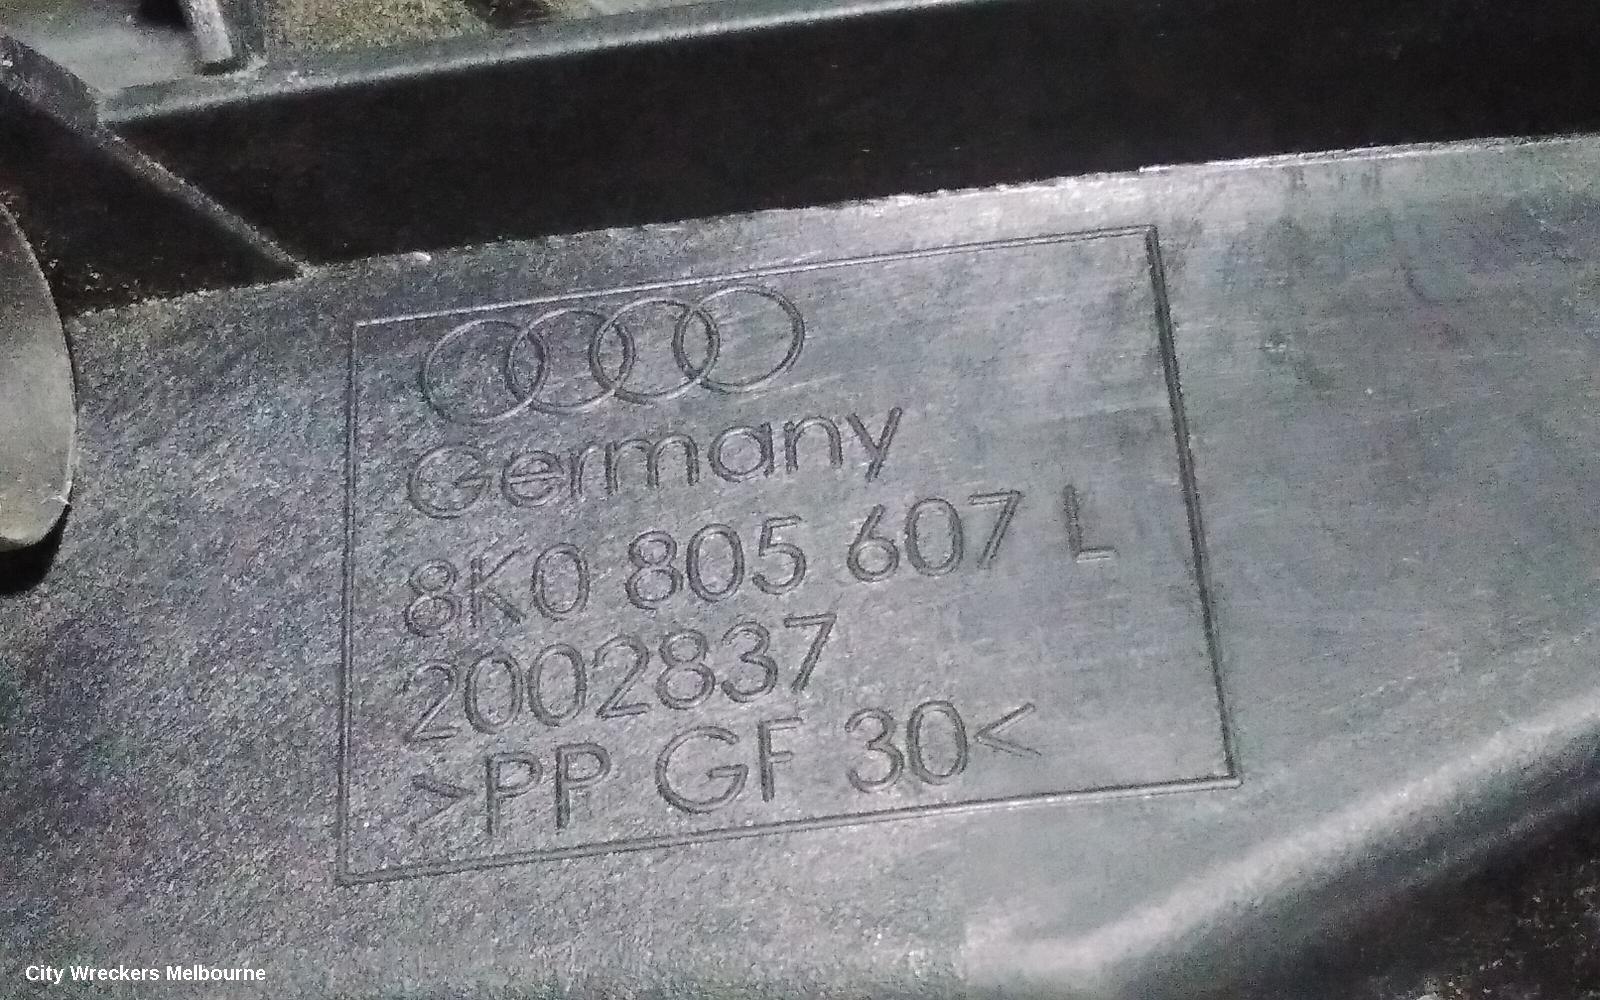 Germany
8K0 805 607 L
2002837
>PP GF 30<
City Wreckers Melbourne